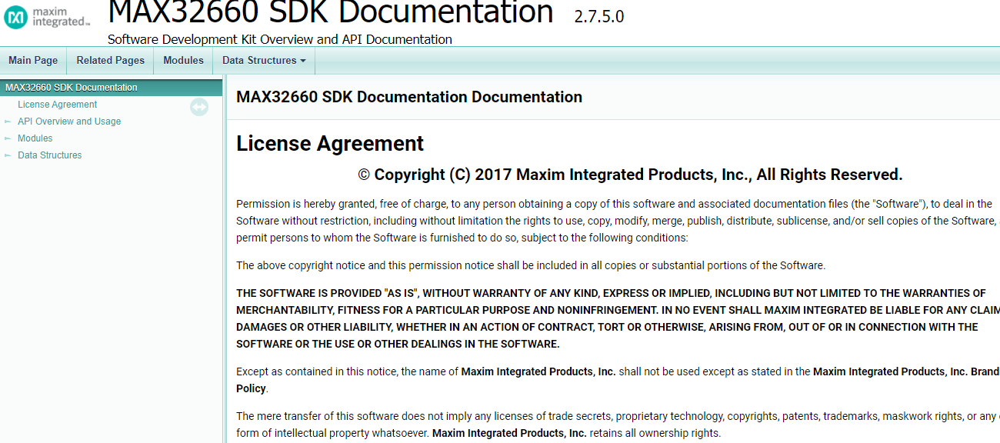 maxim
integrated™
MAX32660 SDK Documentation 2.7.5.0
Software Development Kit Overview and API Documentation
Main Page Related Pages Modules Data Structures
MAX32660 SDK Documentation
License Agreement
API Overview and Usage
Modules
Data Structures
MAX32660 SDK Documentation Documentation
License Agreement
© Copyright (C) 2017 Maxim Integrated Products, Inc., All Rights Reserved.
Permission is hereby granted, free of charge, to any person obtaining a copy of this software and associated documentation files (the "Software"), to deal in the
Software without restriction, including without limitation the rights to use, copy, modify, merge, publish, distribute, sublicense, and/or sell copies of the Software,
permit persons to whom the Software is furnished to do so, subject to the following conditions:
The above copyright notice and this permission notice shall be included in all copies or substantial portions of the Software.
THE SOFTWARE IS PROVIDED "AS IS", WITHOUT WARRANTY OF ANY KIND, EXPRESS OR IMPLIED, INCLUDING BUT NOT LIMITED TO THE WARRANTIES OF
MERCHANTABILITY, FITNESS FOR A PARTICULAR PURPOSE AND NONINFRINGEMENT. IN NO EVENT SHALL MAXIM INTEGRATED BE LIABLE FOR ANY CLAIM
DAMAGES OR OTHER LIABILITY, WHETHER IN AN ACTION OF CONTRACT, TORT OR OTHERWISE, ARISING FROM, OUT OF OR IN CONNECTION WITH THE
SOFTWARE OR THE USE OR OTHER DEALINGS IN THE SOFTWARE.
Except as contained in this notice, the name of Maxim Integrated Products, Inc. shall not be used except as stated in the Maxim Integrated Products, Inc. Brand
Policy.
The mere transfer of this software does not imply any licenses of trade secrets, proprietary technology, copyrights, patents, trademarks, maskwork rights, or any
form of intellectual property whatsoever. Maxim Integrated Products, Inc. retains all ownership rights.